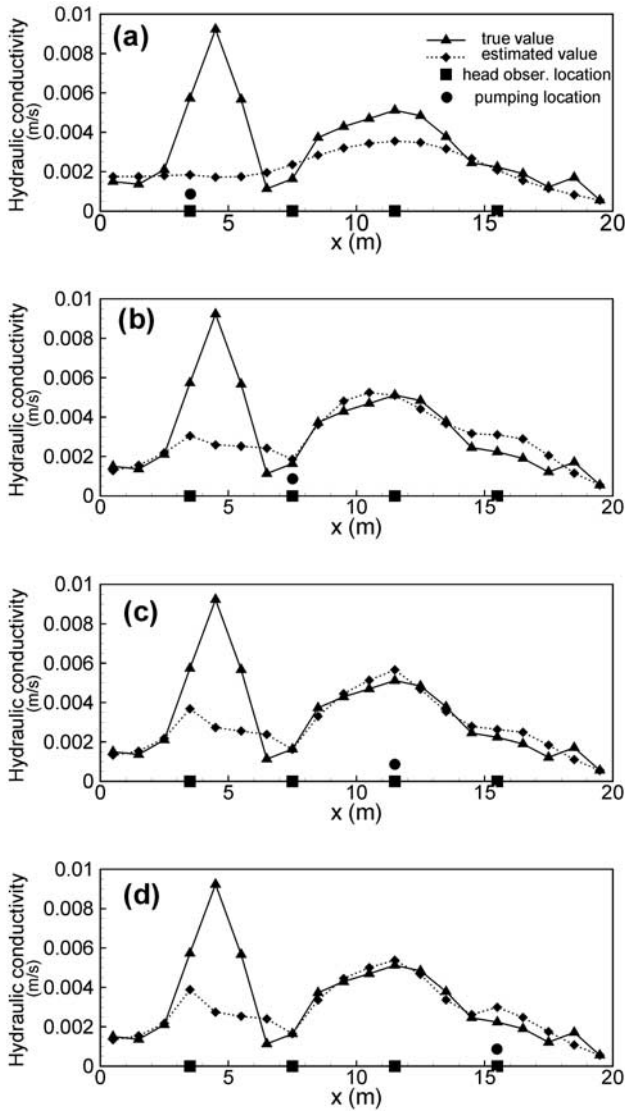 (a)
true value
estimated value
head obser. location
pumping location
Hydraulic conductivity
(m/s)
0.01
0.008
0.006
0.004
0.002
0
0 5 10 15 20
x (m)
(b)
Hydraulic conductivity
(m/s)
0.01
0.008
0.006
0.004
0.002
0
0 5 10 15 20
x (m)
(c)
Hydraulic conductivity
(m/s)
0.01
0.008
0.006
0.004
0.002
0
0 5 10 15 20
x (m)
(d)
Hydraulic conductivity
(m/s)
0.01
0.008
0.006
0.004
0.002
0
0 5 10 15 20
x (m)